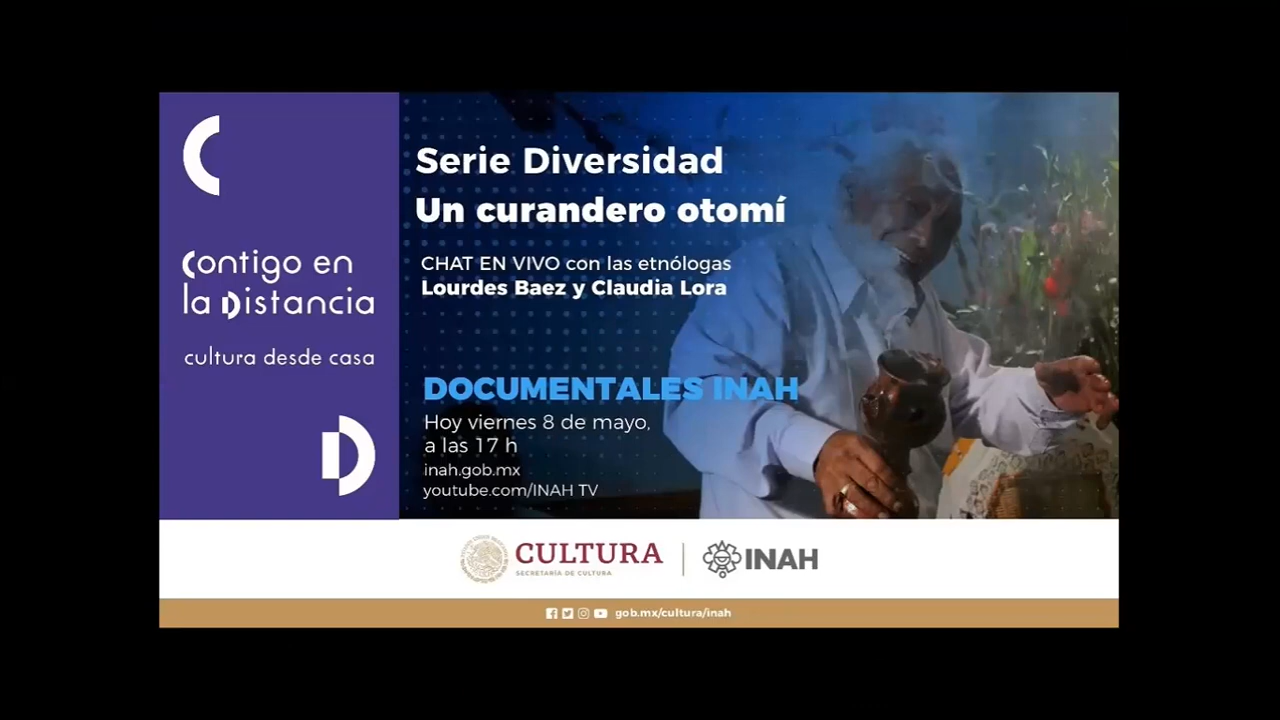 Contigo en
la Distancia
cultura desde casa
Serie Diversidad
Un curandero otomí
CHAT EN VIVO con las etnólogas
Lourdes Baez y Claudia Lora
DOCUMENTALES INAH
Hoy viernes 8 de mayo,
a las 17 h
inah.gob.mx
youtube.com/INAH TV
CULTURA
SECRETARÍA DE CULTURA
INAH
gob.mx/cultura/inah